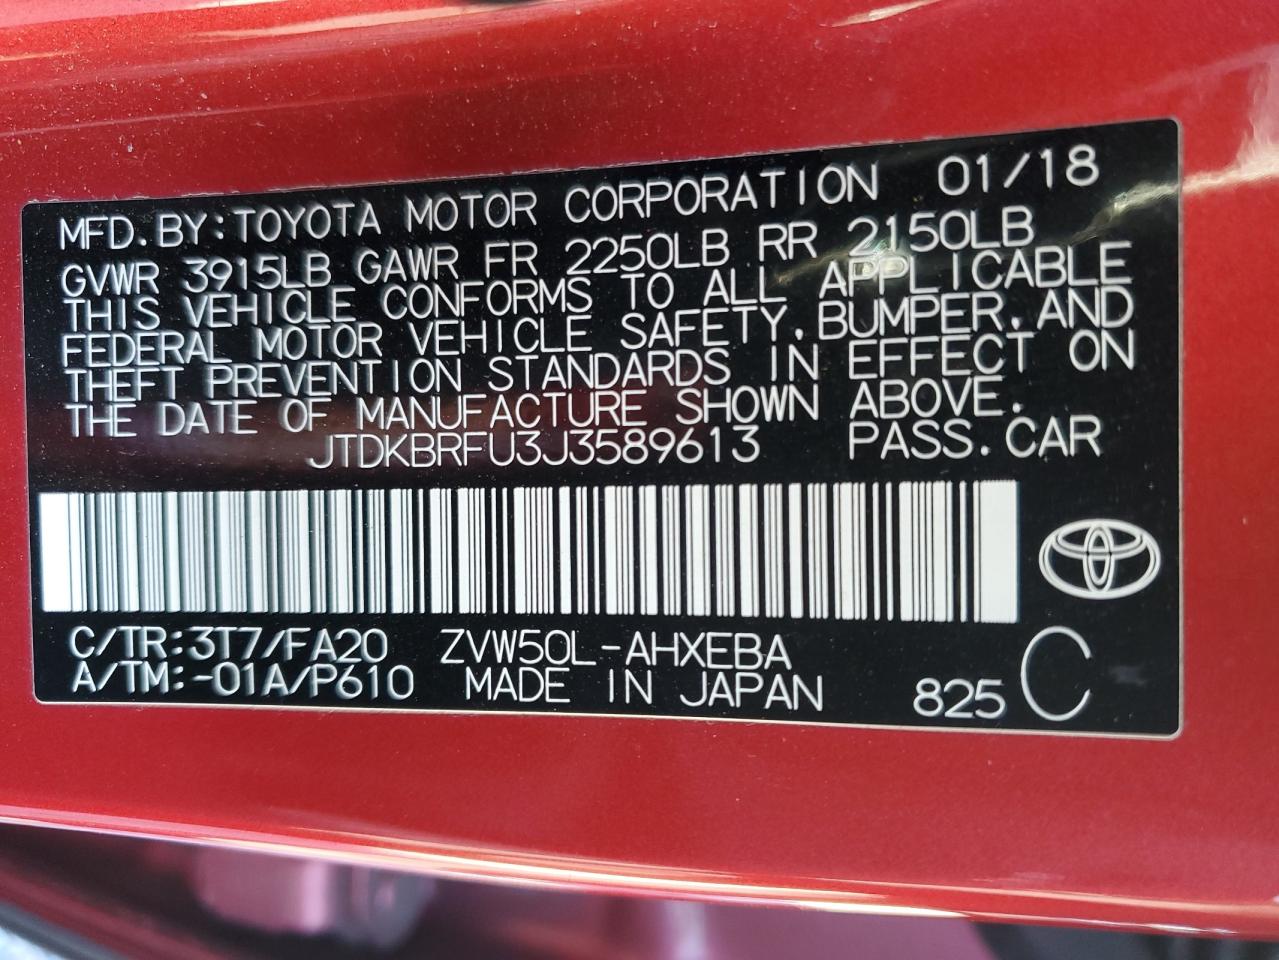 MFD.BY:TOYOTA MOTOR CORPORATION 01/18
GVWR 3915LB GAWR FR 2250LB RR 2150LB
THIS VEHICLE CONFORMS TO ALL APPLICABLE
FEDERAL MOTOR VEHICLE SAFETY,BUMPER,AND
THEFT PREVENTION STANDARDS IN EFFECT ON
THE DATE OF MANUFACTURE SHOWN ABOVE.
JTDKBRFU3J3589613 PASS.CAR
C/TR:3T7/FA20 ZVW50L-AHXEBA
A/TM:-01A/P610 MADE IN JAPAN 825 C